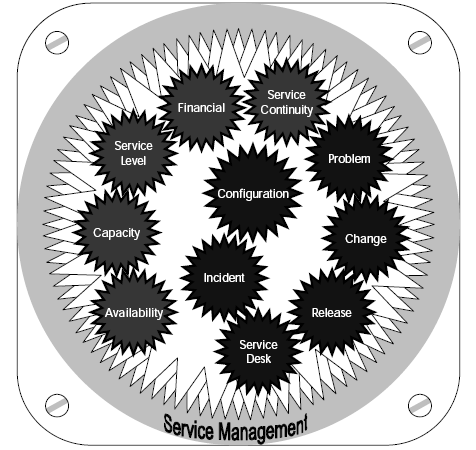 Financial
Service
Continuity
Service
Level
Problem
Configuration
Capacity
Change
Incident
Availability
Release
Service
Desk
Service Management